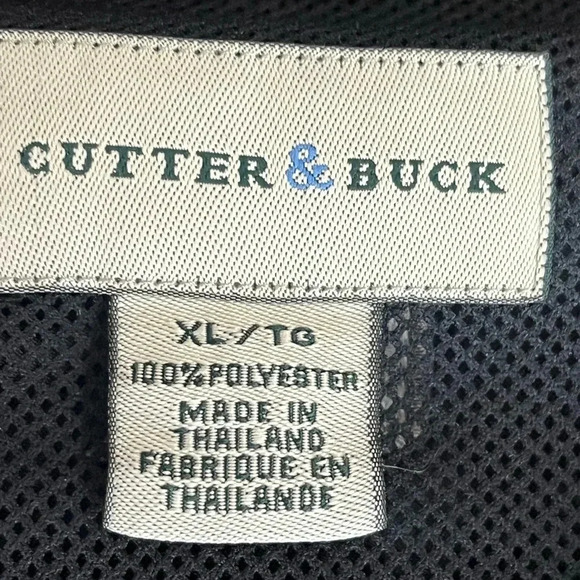 CUTTER & BUCK
XL/TG
100% POLYESTER
MADE IN
THAILAND
FABRIQUE EN
THAILANDE